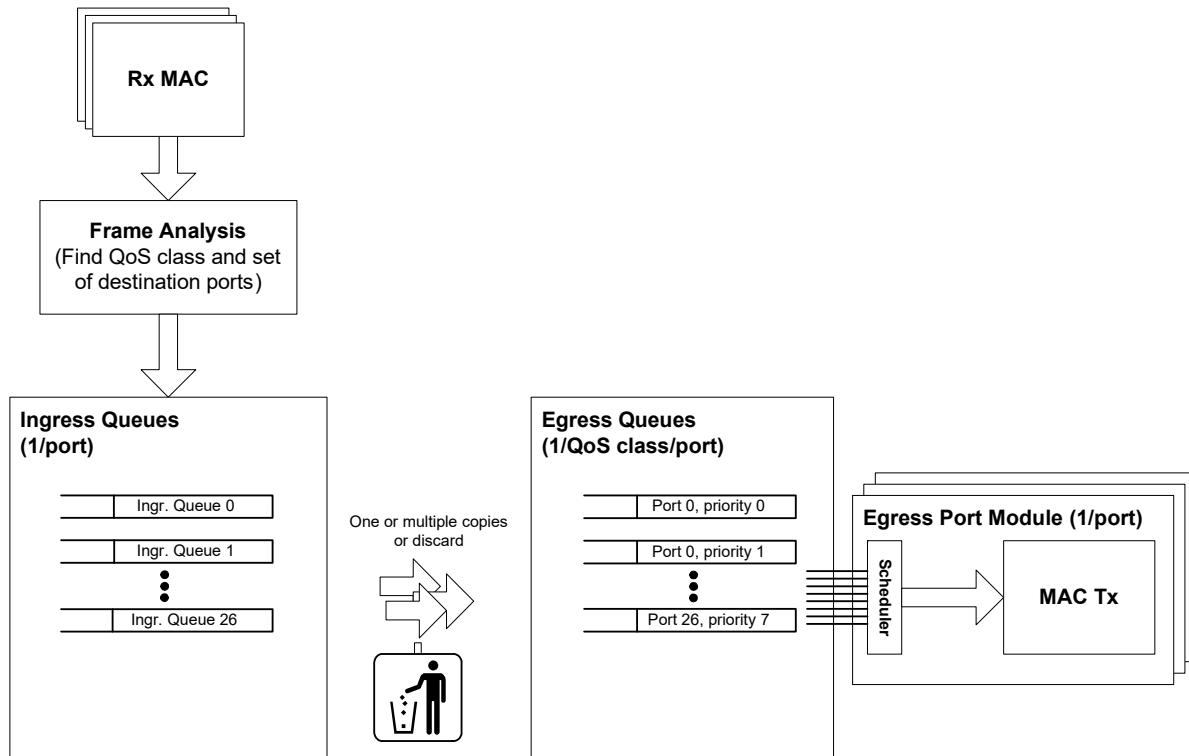 Rx MAC
Frame Analysis
(Find QoS class and set
of destination ports)
Ingress Queues
(1/port)
Ingr. Queue 0
Ingr. Queue 1
Ingr. Queue 26
One or multiple copies
or discard
Egress Queues
(1/QoS class/port)
Port 0, priority 0
Port 0, priority 1
Port 26, priority 7
Egress Port Module (1/port)
Scheduler
MAC Tx